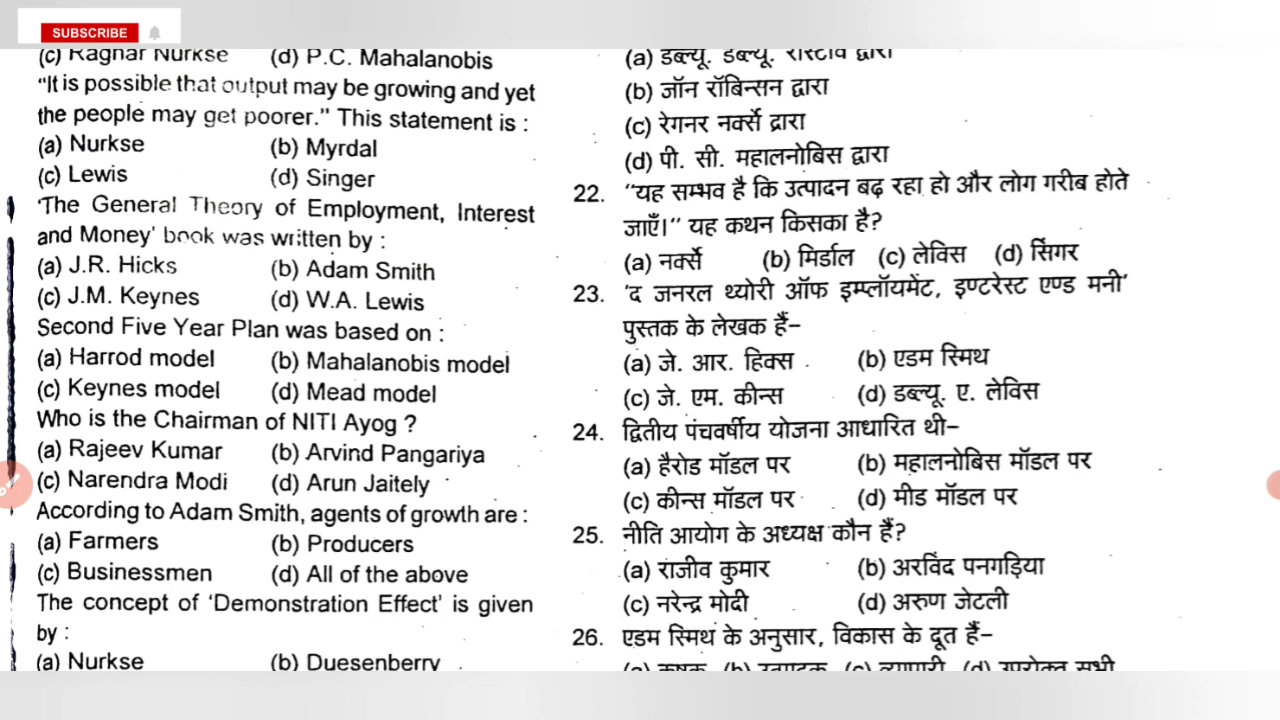 SUBSCRIBE
(c) Ragnar Nurkse (d) P.C. Mahalanobis
"It is possible that output may be growing and yet
the people may get poorer." This statement is :
(a) Nurkse (b) Myrdal
(c) Lewis (d) Singer
'The General Theory of Employment, Interest
and Money' book was written by :
(a) J.R. Hicks (b) Adam Smith
(c) J.M. Keynes (d) W.A. Lewis
Second Five Year Plan was based on :
(a) Harrod model (b) Mahalanobis model
(c) Keynes model (d) Mead model
Who is the Chairman of NITI Ayog ?
(a) Rajeev Kumar (b) Arvind Pangariya
(c) Narendra Modi (d) Arun Jaitely
According to Adam Smith, agents of growth are :
(a) Farmers (b) Producers
(c) Businessmen (d) All of the above
The concept of 'Demonstration Effect' is given
by :
(a) Nurkse (b) Duesenberry
(a) डब्ल्यू. डब्ल्यू. रोस्टोव द्वारा
(b) जॉन रॉबिन्सन द्वारा
(c) रेगनर नर्क्से द्वारा
(d) पी. सी. महालनोबिस द्वारा
22. "यह सम्भव है कि उत्पादन बढ़ रहा हो और लोग गरीब होते
जाएँ।" यह कथन किसका है?
(a) नर्क्से (b) मिर्डाल (c) लेविस (d) सिंगर
23. 'द जनरल थ्योरी ऑफ इम्प्लॉयमेंट, इण्टरेस्ट एण्ड मनी'
पुस्तक के लेखक हैं–
(a) जे. आर. हिक्स (b) एडम स्मिथ
(c) जे. एम. कीन्स (d) डब्ल्यू. ए. लेविस
24. द्वितीय पंचवर्षीय योजना आधारित थी–
(a) हैरोड मॉडल पर (b) महालनोबिस मॉडल पर
(c) कीन्स मॉडल पर (d) मीड मॉडल पर
25. नीति आयोग के अध्यक्ष कौन हैं?
(a) राजीव कुमार (b) अरविंद पनगड़िया
(c) नरेन्द्र मोदी (d) अरुण जेटली
26. एडम स्मिथ के अनुसार, विकास के दूत हैं–
(a) कृषक (b) उत्पादक (c) व्यापारी (d) उपरोक्त सभी